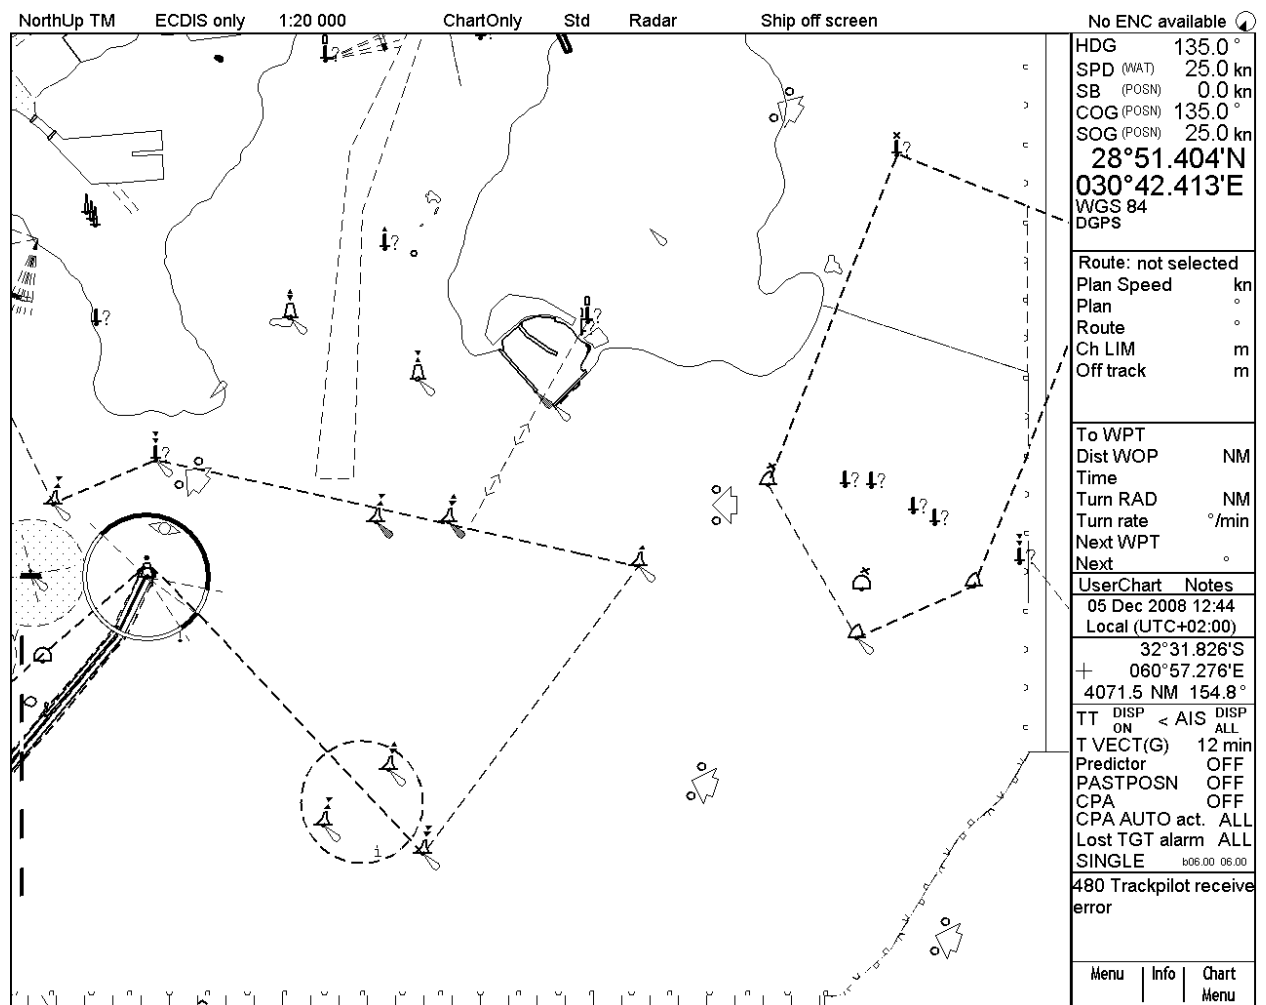 NorthUp TM ECDIS only 1:20 000 ChartOnly Std Radar Ship off screen No ENC available
HDG 135.0 °
SPD (WAT) 25.0 kn
SB (POSN) 0.0 kn
COG (POSN) 135.0 °
SOG (POSN) 25.0 kn
28°51.404'N
030°42.413'E
WGS 84
DGPS
Route: not selected
Plan Speed kn
Plan °
Route °
Ch LIM m
Off track m
To WPT
Dist WOP NM
Time
Turn RAD NM
Turn rate °/min
Next WPT
Next °
UserChart Notes
05 Dec 2008 12:44
Local (UTC+02:00)
32°31.826'S
060°57.276'E
4071.5 NM 154.8°
TT DISP ON < AIS DISP ALL
T VECT(G) 12 min
Predictor OFF
PASTPOSN OFF
CPA OFF
CPA AUTO act. ALL
Lost TGT alarm ALL
SINGLE b06.00 06.00
480 Trackpilot receive
error
Menu Info Chart
Menu
? ? ? ? ? ? ? ? ? ? ? ?
i